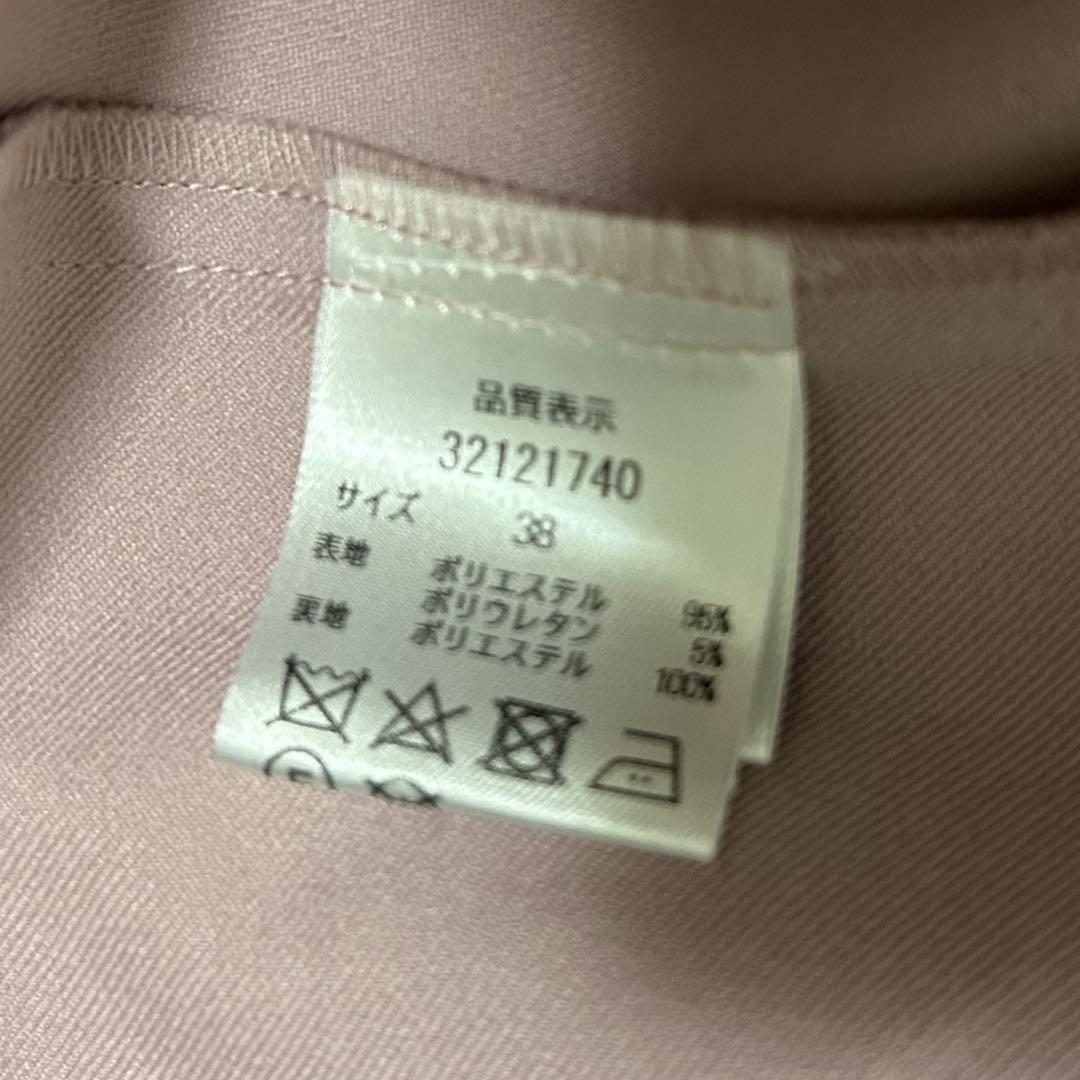 品質表示
32121740
サイズ 38
表地 ポリエステル 95%
ポリウレタン 5%
裏地 ポリエステル 100%